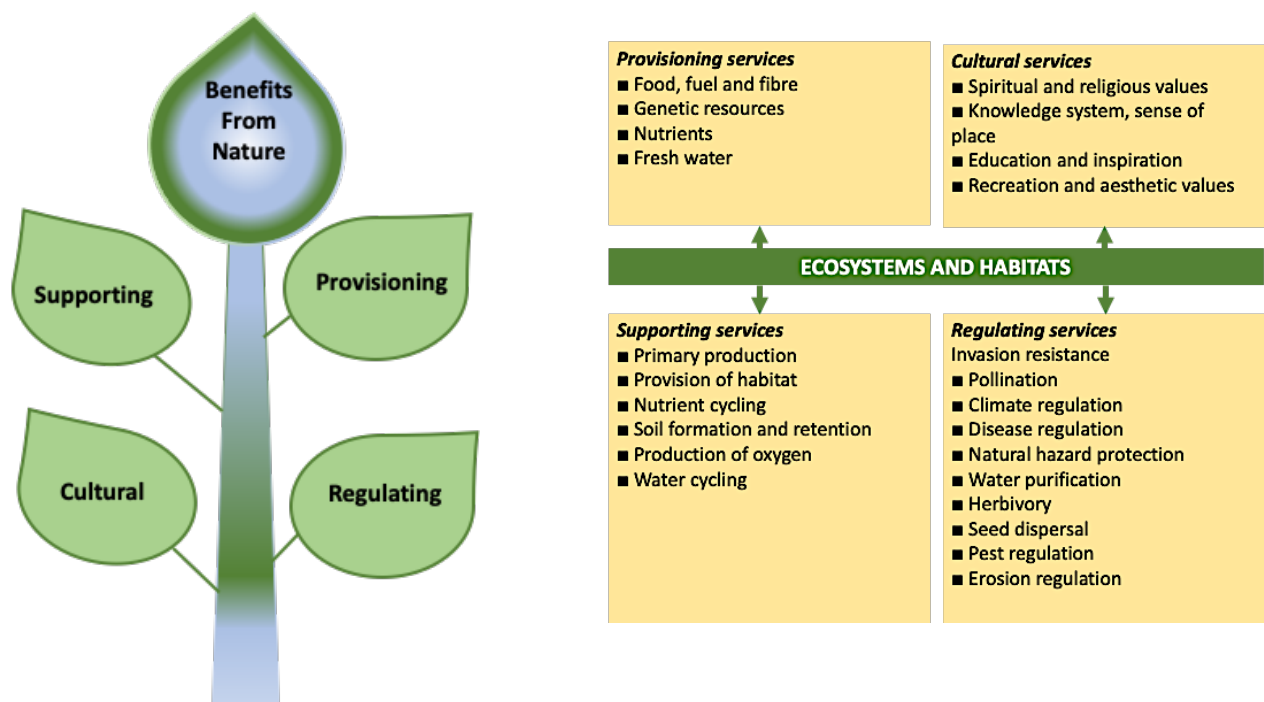 Benefits
From
Nature
Supporting
Provisioning
Cultural
Regulating
Provisioning services
■ Food, fuel and fibre
■ Genetic resources
■ Nutrients
■ Fresh water
Cultural services
■ Spiritual and religious values
■ Knowledge system, sense of
place
■ Education and inspiration
■ Recreation and aesthetic values
ECOSYSTEMS AND HABITATS
Supporting services
■ Primary production
■ Provision of habitat
■ Nutrient cycling
■ Soil formation and retention
■ Production of oxygen
■ Water cycling
Regulating services
Invasion resistance
■ Pollination
■ Climate regulation
■ Disease regulation
■ Natural hazard protection
■ Water purification
■ Herbivory
■ Seed dispersal
■ Pest regulation
■ Erosion regulation